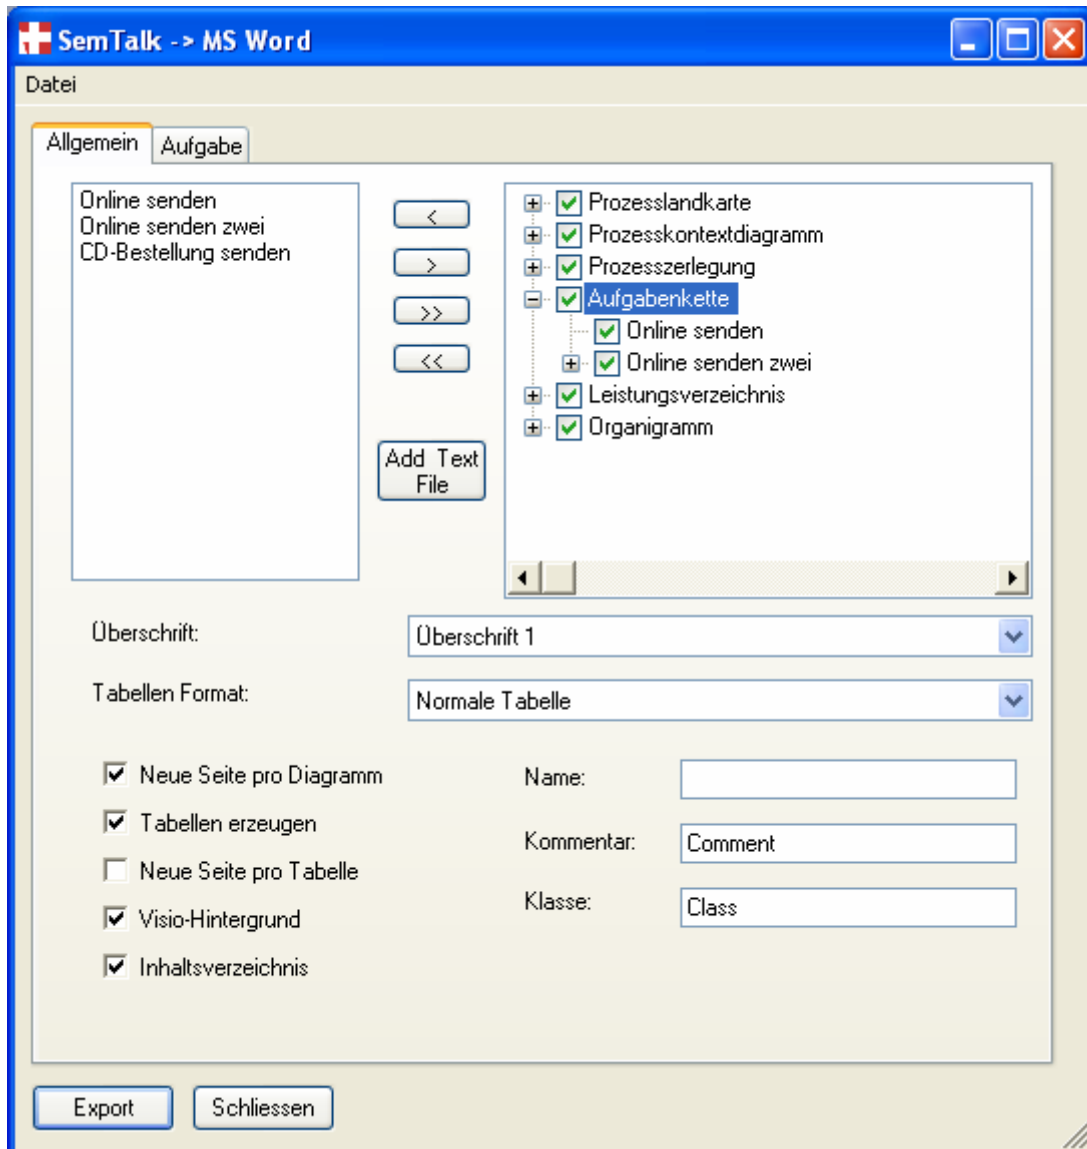 SemTalk -> MS Word
Datei
Allgemein
Aufgabe
Online senden
Online senden zwei
CD-Bestellung senden
<
>
>>
<<
Add Text
File
Prozesslandkarte
Prozesskontextdiagramm
Prozesszerlegung
Aufgabenkette
Online senden
Online senden zwei
Leistungsverzeichnis
Organigramm
Überschrift:
Überschrift 1
Tabellen Format:
Normale Tabelle
Neue Seite pro Diagramm
Tabellen erzeugen
Neue Seite pro Tabelle
Visio-Hintergrund
Inhaltsverzeichnis
Name:
Kommentar:
Comment
Klasse:
Class
Export
Schliessen